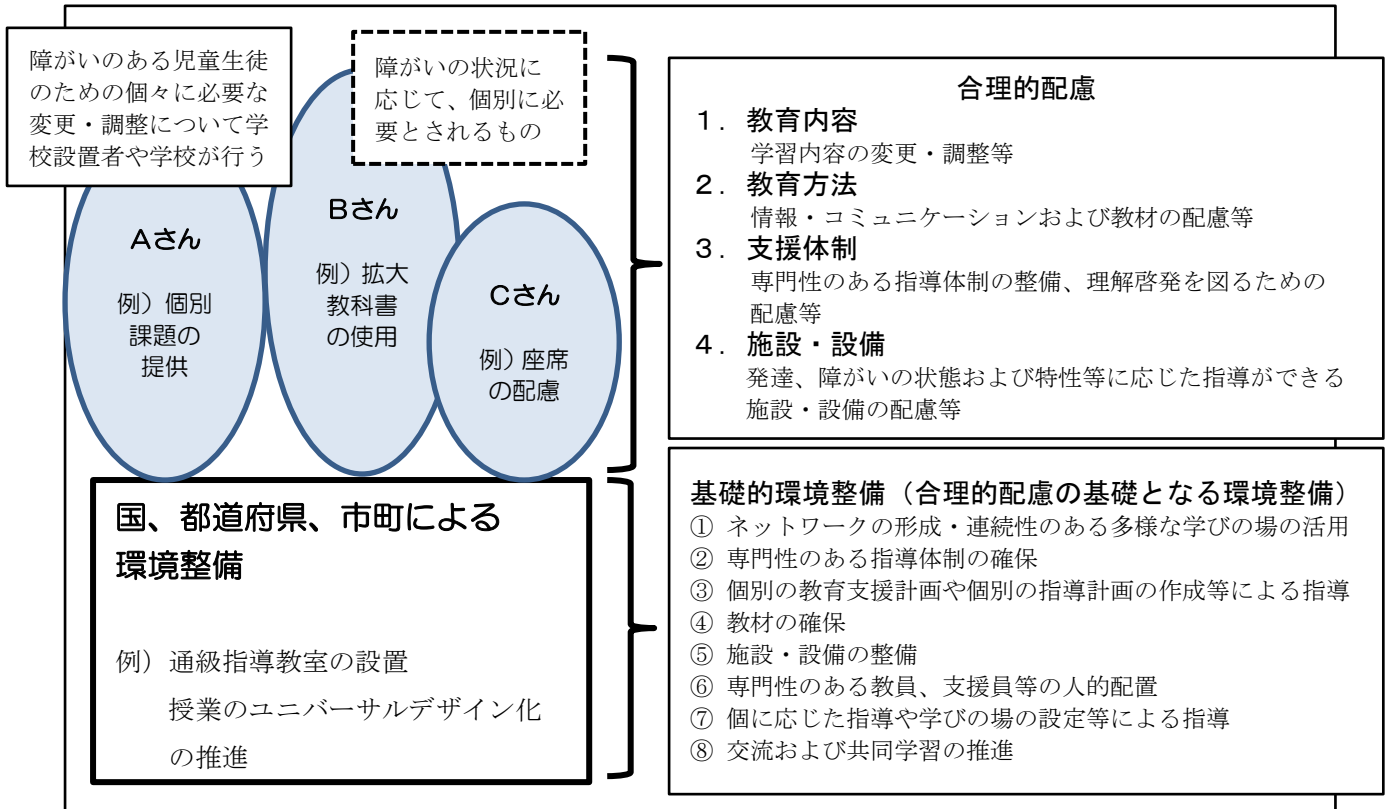 障がいのある児童生徒
のための個々に必要な
変更・調整について学
校設置者や学校が行う
障がいの状況に
応じて、個別に必
要とされるもの
Aさん
例）個別
課題の
提供
Bさん
例）拡大
教科書
の使用
Cさん
例）座席
の配慮
合理的配慮
１．教育内容
学習内容の変更・調整等
２．教育方法
情報・コミュニケーションおよび教材の配慮等
３．支援体制
専門性のある指導体制の整備、理解啓発を図るための
配慮等
４．施設・設備
発達、障がいの状態および特性等に応じた指導ができる
施設・設備の配慮等
国、都道府県、市町による
環境整備
例）通級指導教室の設置
授業のユニバーサルデザイン化
の推進
基礎的環境整備（合理的配慮の基礎となる環境整備）
① ネットワークの形成・連続性のある多様な学びの場の活用
② 専門性のある指導体制の確保
③ 個別の教育支援計画や個別の指導計画の作成等による指導
④ 教材の確保
⑤ 施設・設備の整備
⑥ 専門性のある教員、支援員等の人的配置
⑦ 個に応じた指導や学びの場の設定等による指導
⑧ 交流および共同学習の推進